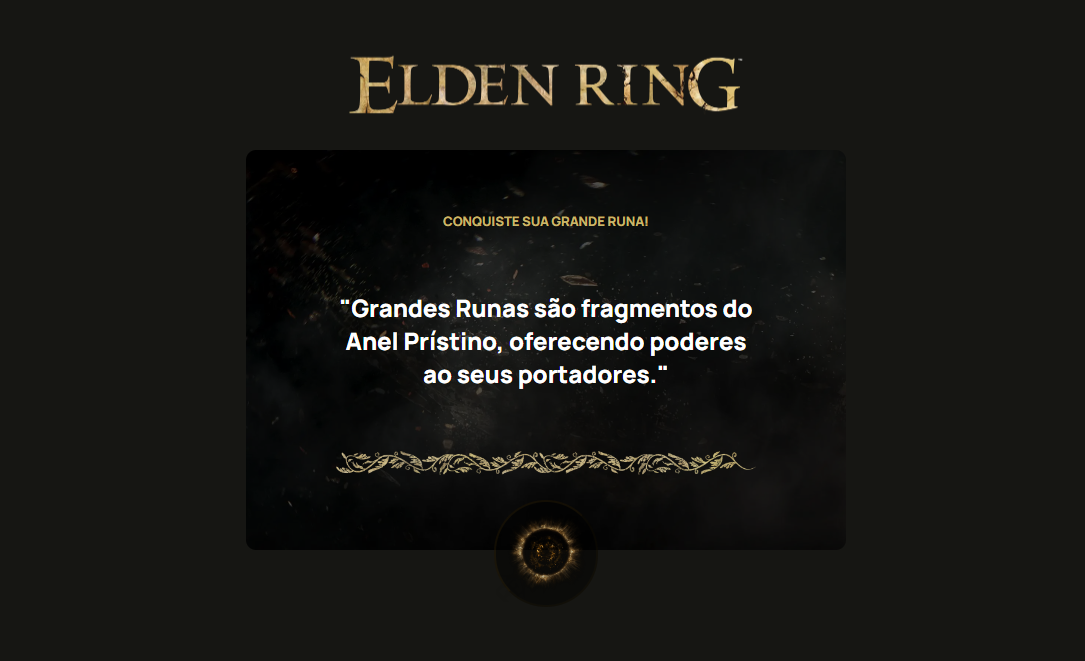 ELDEN RING
CONQUISTE SUA GRANDE RUNA!
"Grandes Runas são fragmentos do
Anel Prístino, oferecendo poderes
ao seus portadores."